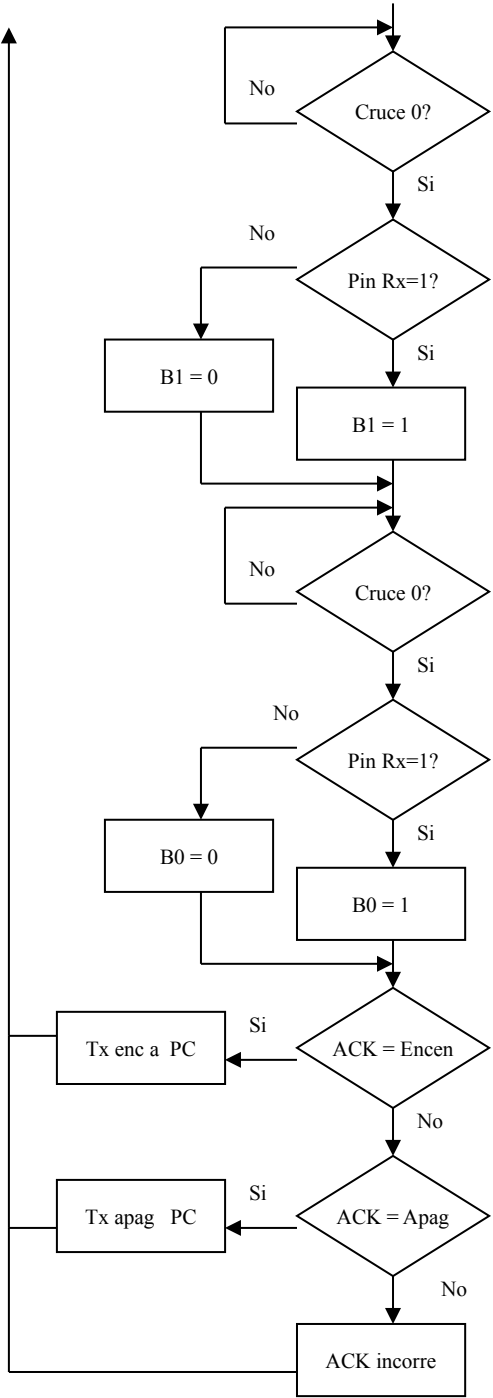 No
Cruce 0?
Si
No
Pin Rx=1?
Si
B1 = 0
B1 = 1
No
Cruce 0?
Si
No
Pin Rx=1?
Si
B0 = 0
B0 = 1
Tx enc a PC
Si
ACK = Encen
No
Tx apag PC
Si
ACK = Apag
No
ACK incorre